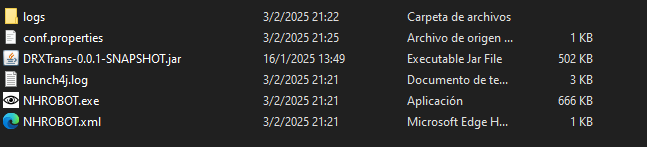 logs 3/2/2025 21:22 Carpeta de archivos
conf.properties 3/2/2025 21:25 Archivo de origen ... 1 KB
DRXTrans-0.0.1-SNAPSHOT.jar 16/1/2025 13:49 Executable Jar File 502 KB
launch4j.log 3/2/2025 21:21 Documento de te... 3 KB
NHROBOT.exe 3/2/2025 21:21 Aplicación 666 KB
NHROBOT.xml 3/2/2025 21:21 Microsoft Edge H... 1 KB